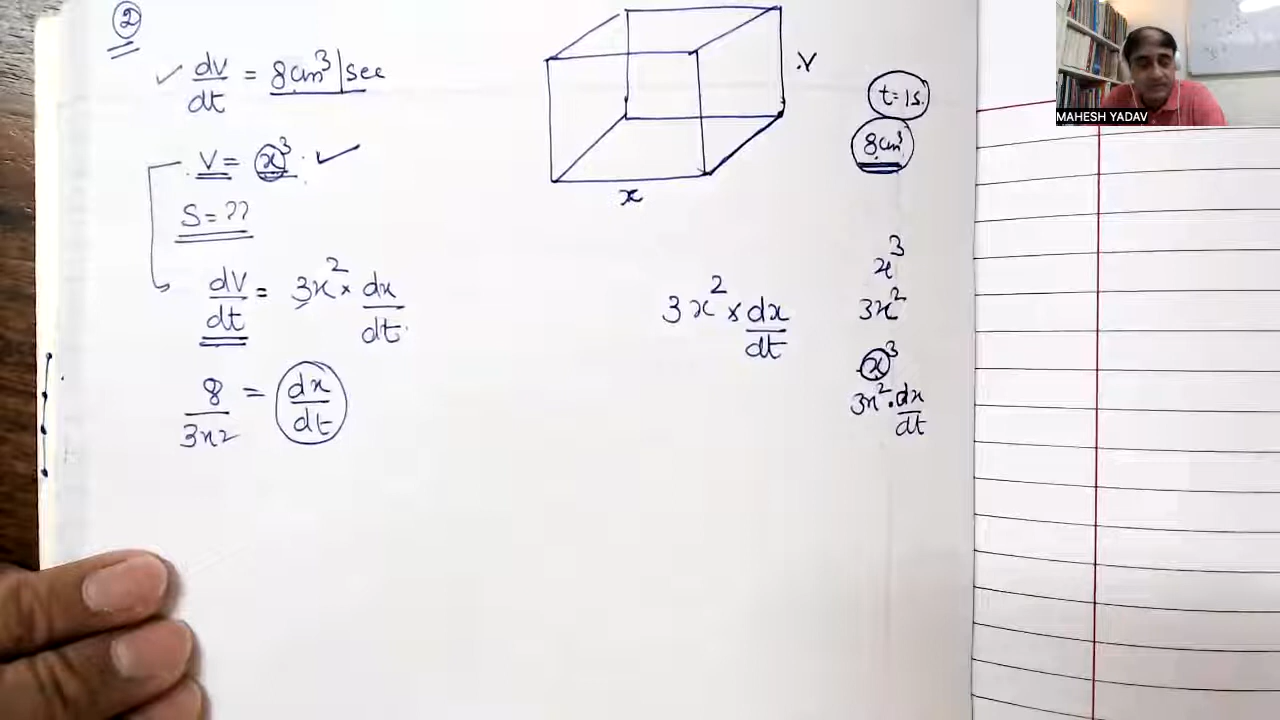 ②
✓ dv/dt = 8cm³/sec
V = x³ ✓
S = ??
dV/dt = 3x² × dx/dt
8/3x2 = dx/dt
x
.V
3x² × dx/dt
t = 1s.
8cm³
x³
3x²
x³
3x² . dx/dt
MAHESH YADAV